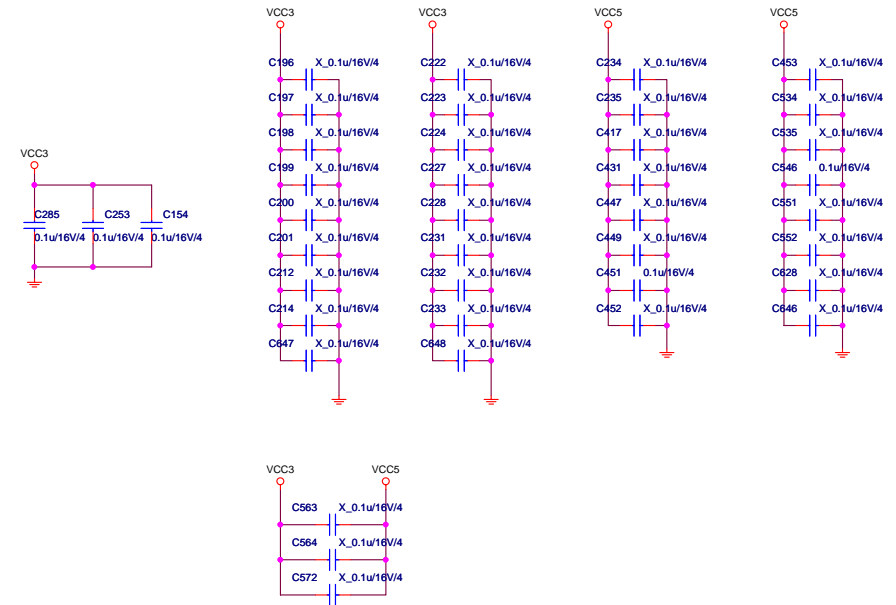 VCC3 VCC3 VCC5 VCC5
C196 X_0.1u/16V/4 C222 X_0.1u/16V/4 C234 X_0.1u/16V/4 C453 X_0.1u/16V/4
C197 X_0.1u/16V/4 C223 X_0.1u/16V/4 C235 X_0.1u/16V/4 C534 X_0.1u/16V/4
C198 X_0.1u/16V/4 C224 X_0.1u/16V/4 C417 X_0.1u/16V/4 C535 X_0.1u/16V/4
VCC3
C199 X_0.1u/16V/4 C227 X_0.1u/16V/4 C431 X_0.1u/16V/4 C546 0.1u/16V/4
C200 X_0.1u/16V/4 C228 X_0.1u/16V/4 C447 X_0.1u/16V/4 C551 X_0.1u/16V/4
C285 C253 C154
0.1u/16V/4 0.1u/16V/4 0.1u/16V/4
C201 X_0.1u/16V/4 C231 X_0.1u/16V/4 C449 X_0.1u/16V/4 C552 X_0.1u/16V/4
C212 X_0.1u/16V/4 C232 X_0.1u/16V/4 C451 0.1u/16V/4 C628 X_0.1u/16V/4
C214 X_0.1u/16V/4 C233 X_0.1u/16V/4 C452 X_0.1u/16V/4 C646 X_0.1u/16V/4
C647 X_0.1u/16V/4 C648 X_0.1u/16V/4
VCC3 VCC5
C563 X_0.1u/16V/4
C564 X_0.1u/16V/4
C572 X_0.1u/16V/4